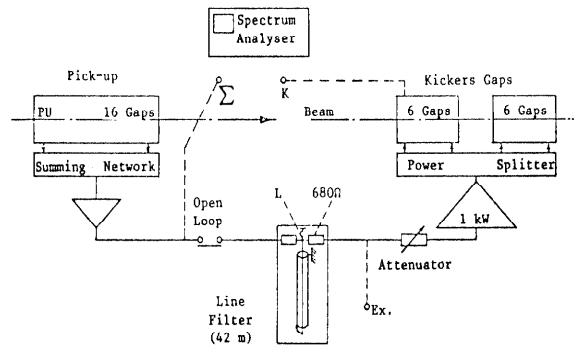 Spectrum
Analyser
Pick-up
Kickers Gaps
Σ
K
PU 16 Gaps
Beam
6 Gaps
6 Gaps
Summing Network
Power Splitter
Open
Loop
L
680Ω
1 kW
Attenuator
Line
Filter
(42 m)
Ex.